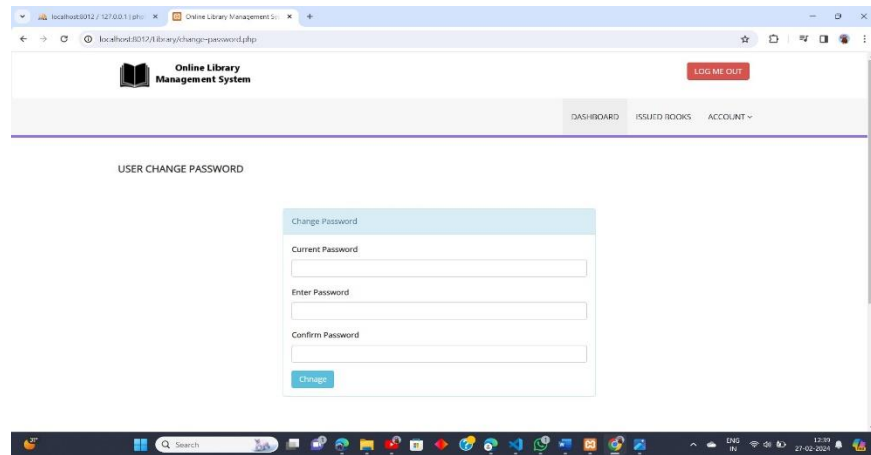 localhost:8012 / 127.0.0.1 | php
Online Library Management Sy
localhost:8012/Library/change-password.php
Online Library
Management System
LOG ME OUT
DASHBOARD ISSUED BOOKS ACCOUNT
USER CHANGE PASSWORD
Change Password
Current Password
Enter Password
Confirm Password
Chnage
31°
Search
ENG
IN
12:39
27-02-2024